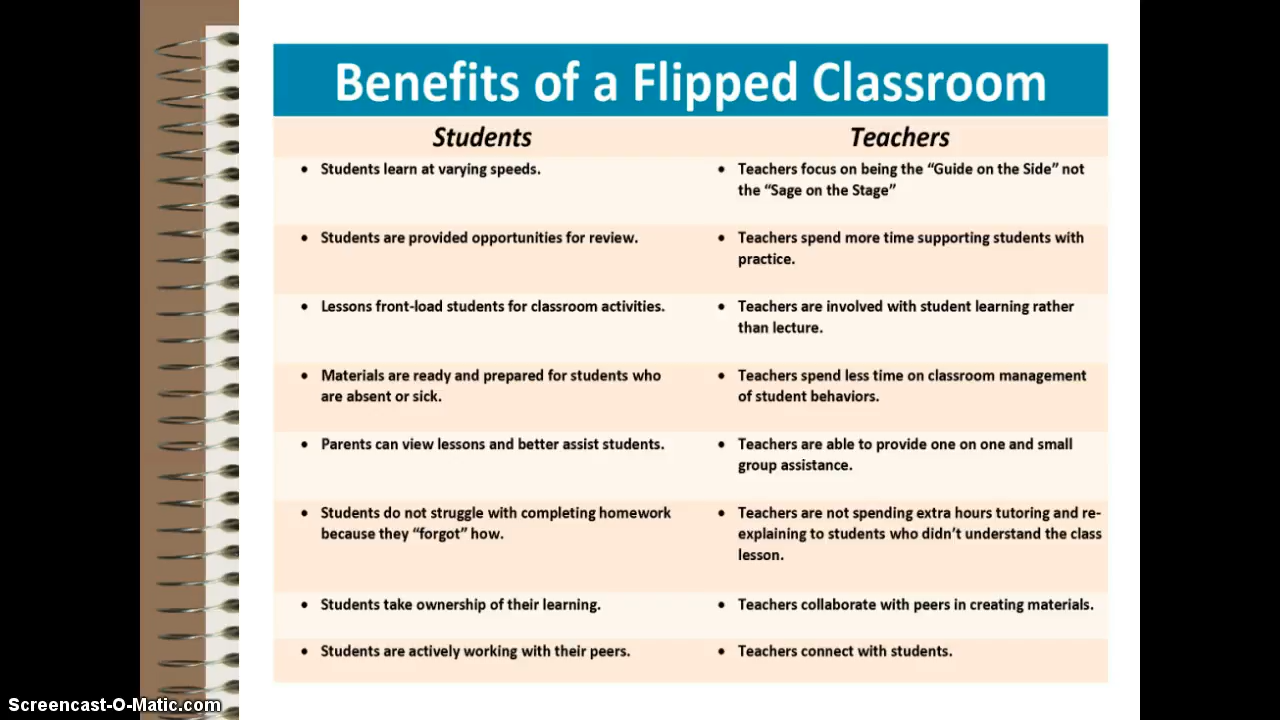 Benefits of a Flipped Classroom
Students
Teachers
• Students learn at varying speeds.
• Teachers focus on being the “Guide on the Side” not
the “Sage on the Stage”
• Students are provided opportunities for review.
• Teachers spend more time supporting students with
practice.
• Lessons front-load students for classroom activities.
• Teachers are involved with student learning rather
than lecture.
• Materials are ready and prepared for students who
are absent or sick.
• Teachers spend less time on classroom management
of student behaviors.
• Parents can view lessons and better assist students.
• Teachers are able to provide one on one and small
group assistance.
• Students do not struggle with completing homework
because they “forgot” how.
• Teachers are not spending extra hours tutoring and re-
explaining to students who didn’t understand the class
lesson.
• Students take ownership of their learning.
• Teachers collaborate with peers in creating materials.
• Students are actively working with their peers.
• Teachers connect with students.
Screencast-O-Matic.com